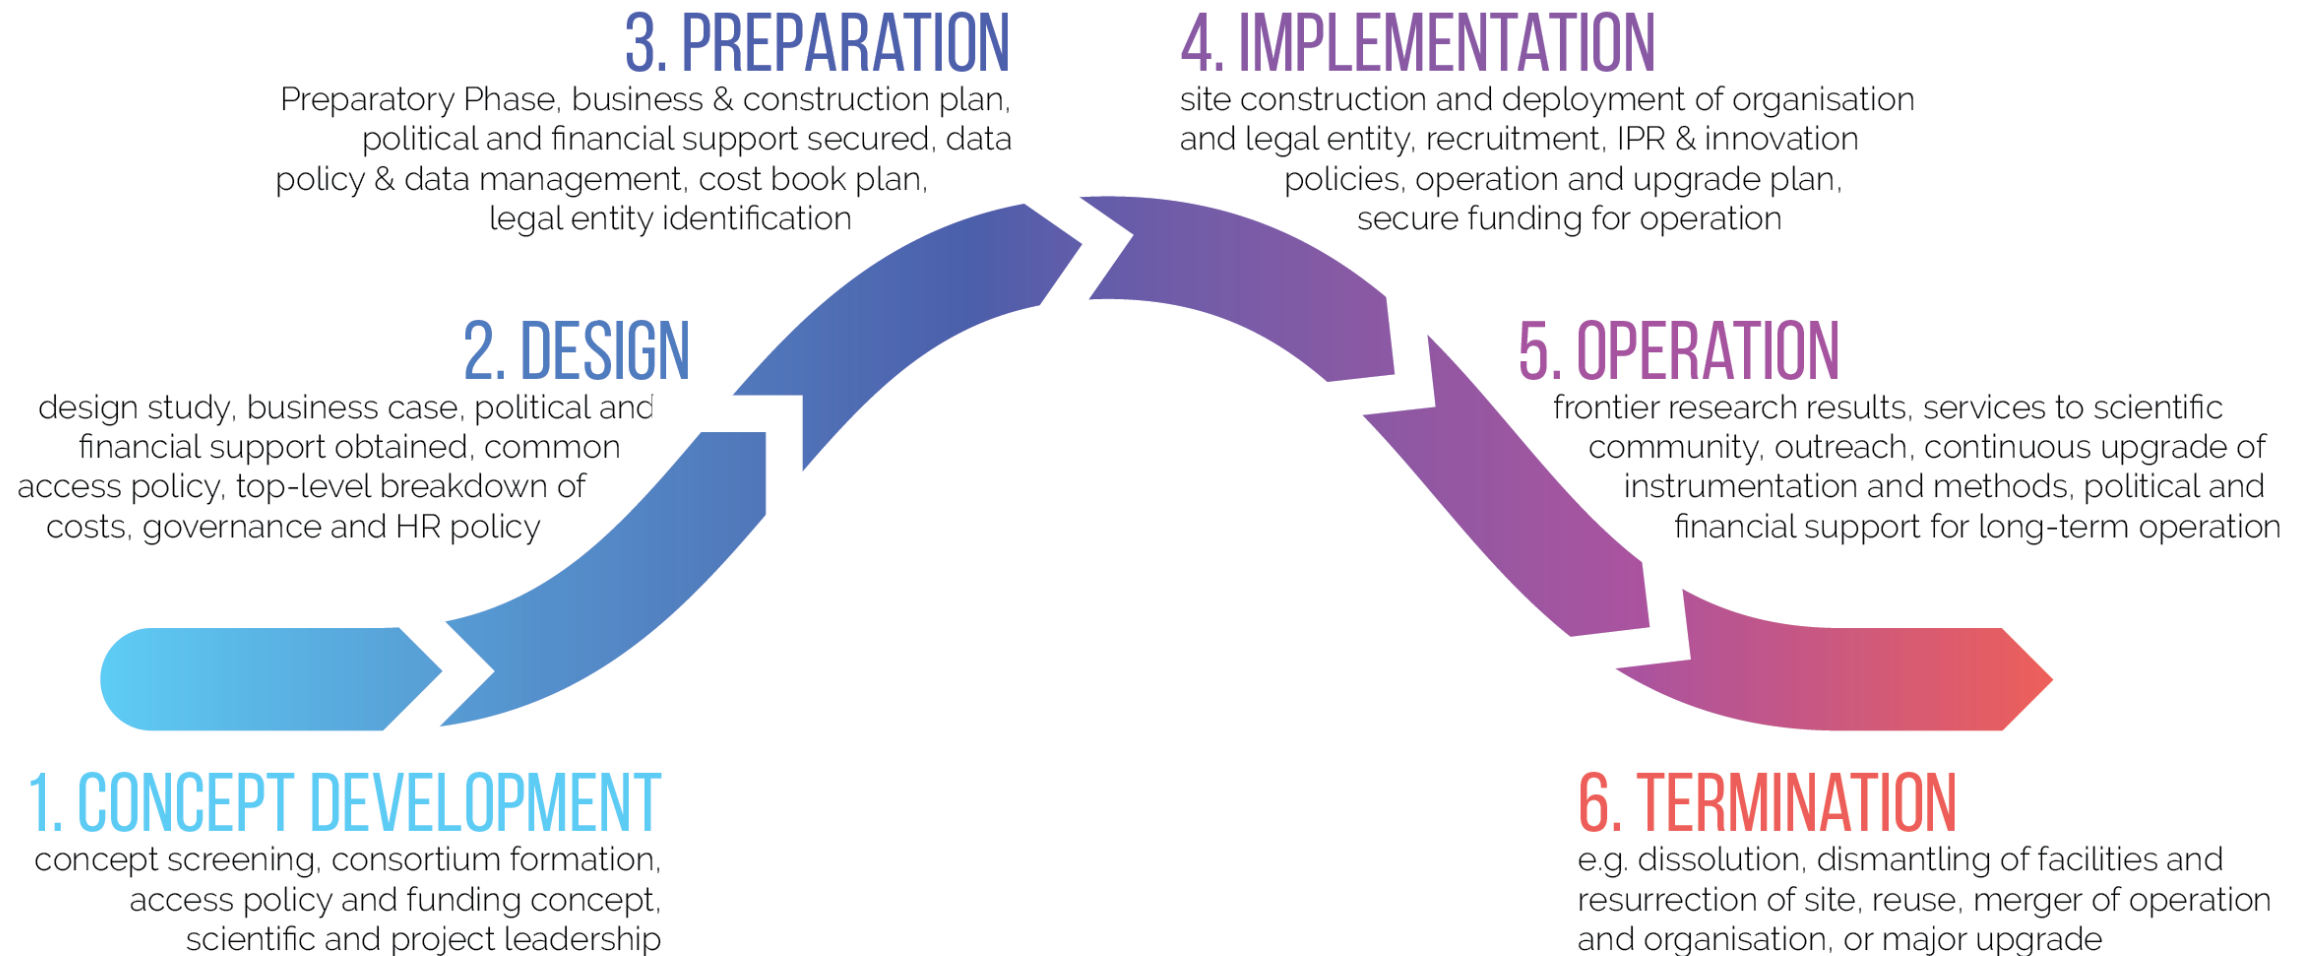 1. CONCEPT DEVELOPMENT
concept screening, consortium formation,
access policy and funding concept,
scientific and project leadership
2. DESIGN
design study, business case, political and
financial support obtained, common
access policy, top-level breakdown of
costs, governance and HR policy
3. PREPARATION
Preparatory Phase, business & construction plan,
political and financial support secured, data
policy & data management, cost book plan,
legal entity identification
4. IMPLEMENTATION
site construction and deployment of organisation
and legal entity, recruitment, IPR & innovation
policies, operation and upgrade plan,
secure funding for operation
5. OPERATION
frontier research results, services to scientific
community, outreach, continuous upgrade of
instrumentation and methods, political and
financial support for long-term operation
6. TERMINATION
e.g. dissolution, dismantling of facilities and
resurrection of site, reuse, merger of operation
and organisation, or major upgrade